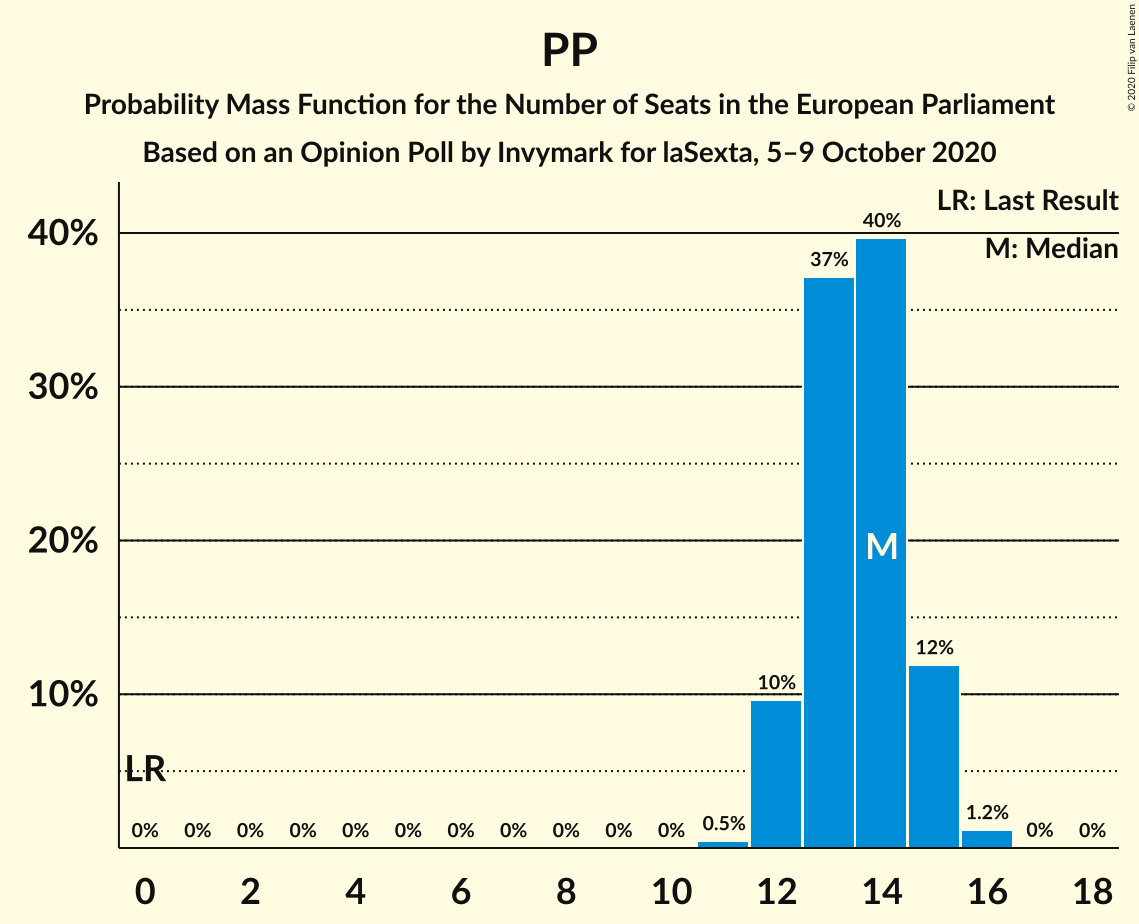 PP
Probability Mass Function for the Number of Seats in the European Parliament
Based on an Opinion Poll by Invymark for laSexta, 5–9 October 2020
© 2020 Filip van Laenen
LR: Last Result
M: Median
40%
30%
20%
10%
LR
0% 0% 0% 0% 0% 0% 0% 0% 0% 0% 0% 0.5% 10% 37% 40% 12% 1.2% 0% 0%
M
0 2 4 6 8 10 12 14 16 18